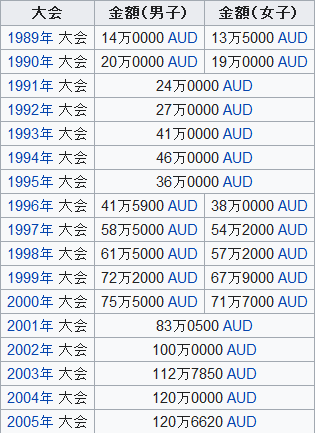 大会 金額(男子) 金額(女子)
1989年 大会 14万0000 AUD 13万5000 AUD
1990年 大会 20万0000 AUD 19万0000 AUD
1991年 大会 24万0000 AUD
1992年 大会 27万0000 AUD
1993年 大会 41万0000 AUD
1994年 大会 46万0000 AUD
1995年 大会 36万0000 AUD
1996年 大会 41万5900 AUD 38万0000 AUD
1997年 大会 58万5000 AUD 54万2000 AUD
1998年 大会 61万5000 AUD 57万2000 AUD
1999年 大会 72万2000 AUD 67万9000 AUD
2000年 大会 75万5000 AUD 71万7000 AUD
2001年 大会 83万0500 AUD
2002年 大会 100万0000 AUD
2003年 大会 112万7850 AUD
2004年 大会 120万0000 AUD
2005年 大会 120万6620 AUD